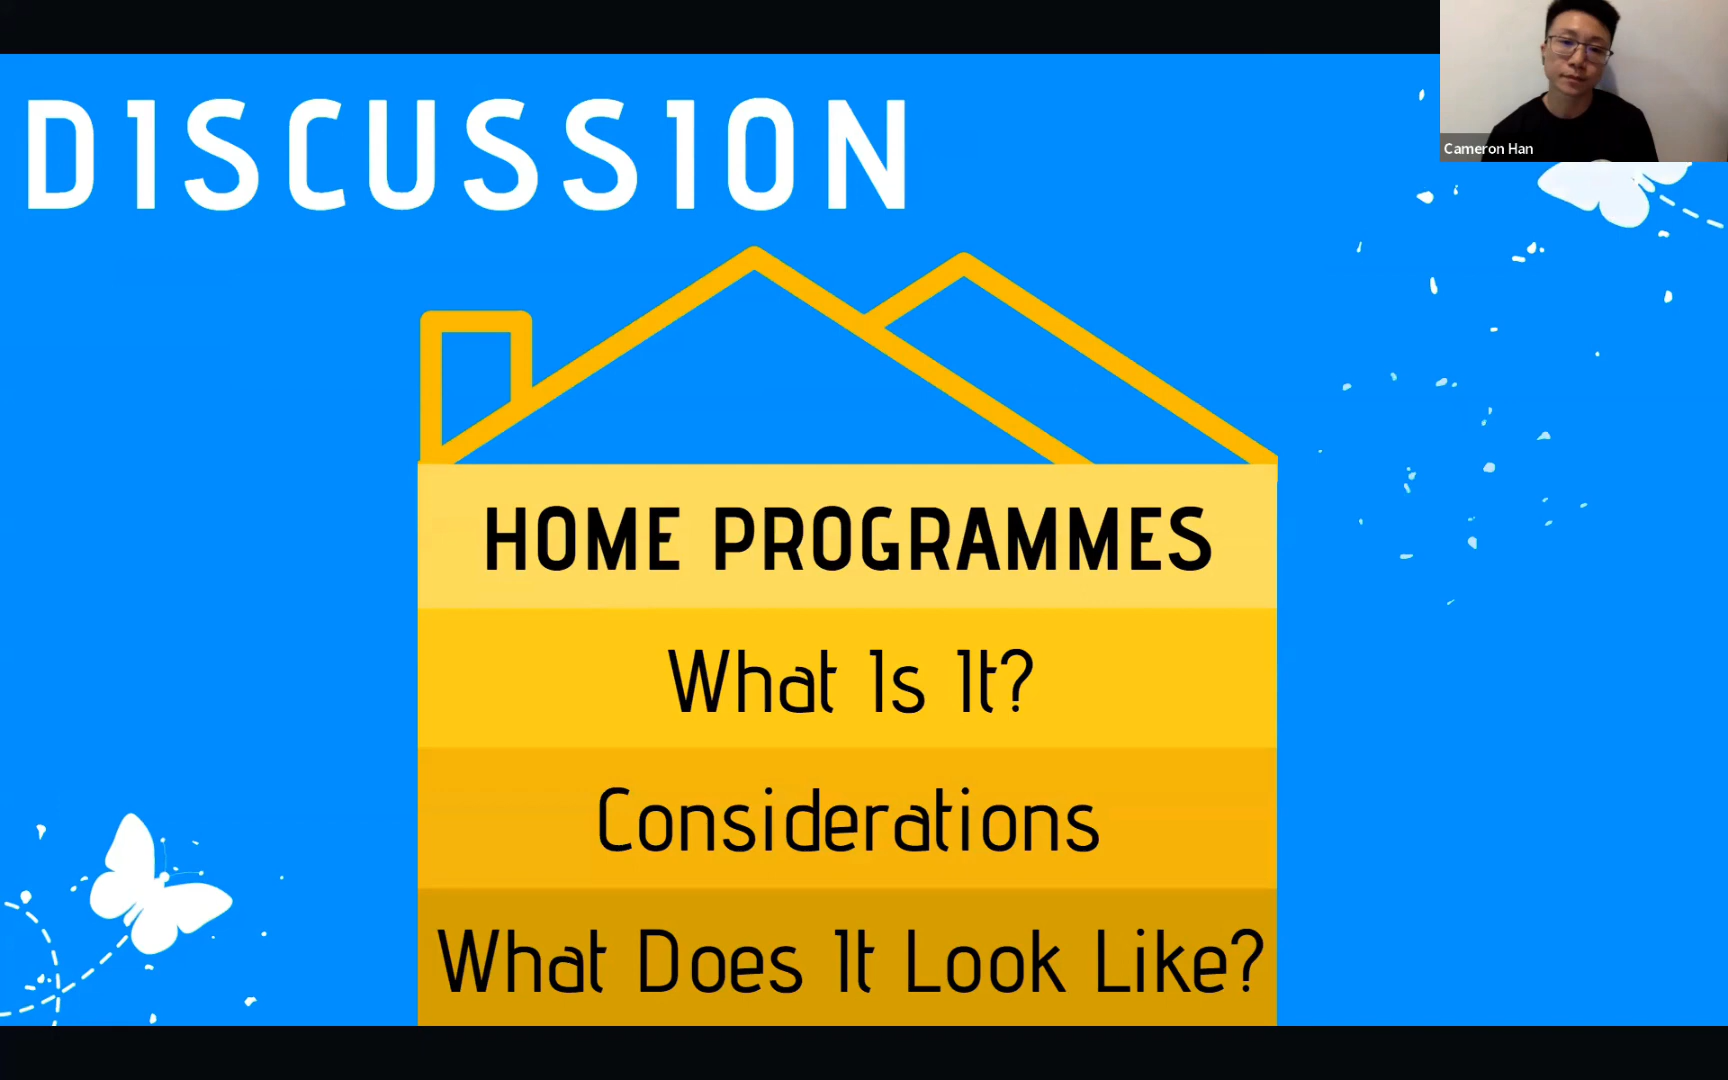 DISCUSSION
Cameron Han
HOME PROGRAMMES
What Is It?
Considerations
What Does It Look Like?